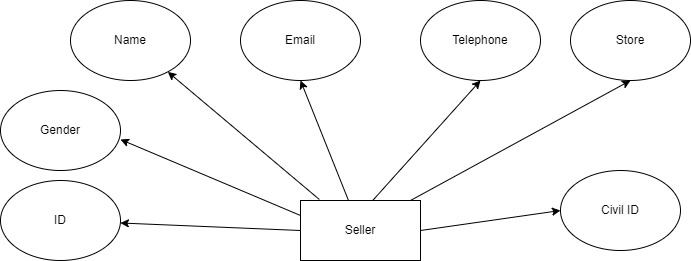 Name
Email
Telephone
Store
Gender
ID
Seller
Civil ID